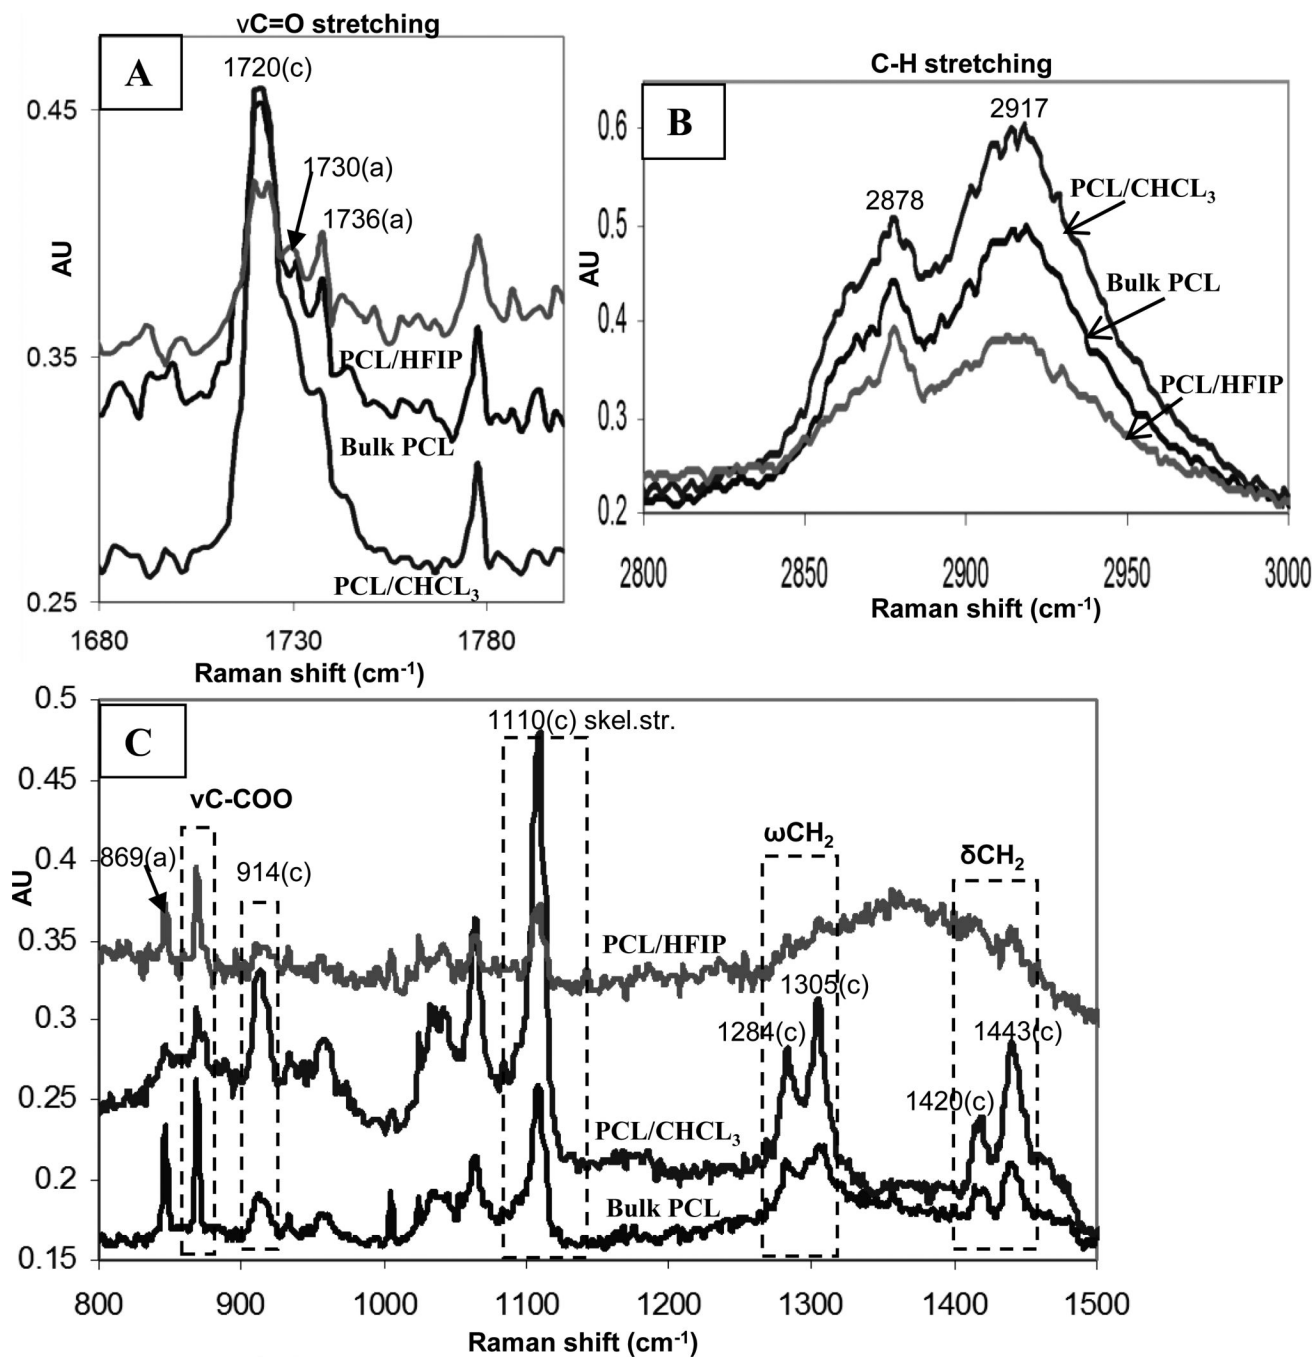 νC=O stretching
A
1720(c)
1730(a)
1736(a)
0.45
0.35
0.25
AU
PCL/HFIP
Bulk PCL
PCL/CHCL₃
1680
1730
1780
Raman shift (cm⁻¹)
C-H stretching
B
2917
2878
0.6
0.5
0.4
0.3
0.2
AU
PCL/CHCL₃
Bulk PCL
PCL/HFIP
2800
2850
2900
2950
3000
Raman shift (cm⁻¹)
C
0.5
0.45
0.4
0.35
0.3
0.25
0.2
0.15
AU
1110(c) skel.str.
νC-COO
869(a)
914(c)
ωCH₂
δCH₂
PCL/HFIP
1305(c)
1284(c)
1443(c)
1420(c)
PCL/CHCL₃
Bulk PCL
800
900
1000
1100
1200
1300
1400
1500
Raman shift (cm⁻¹)